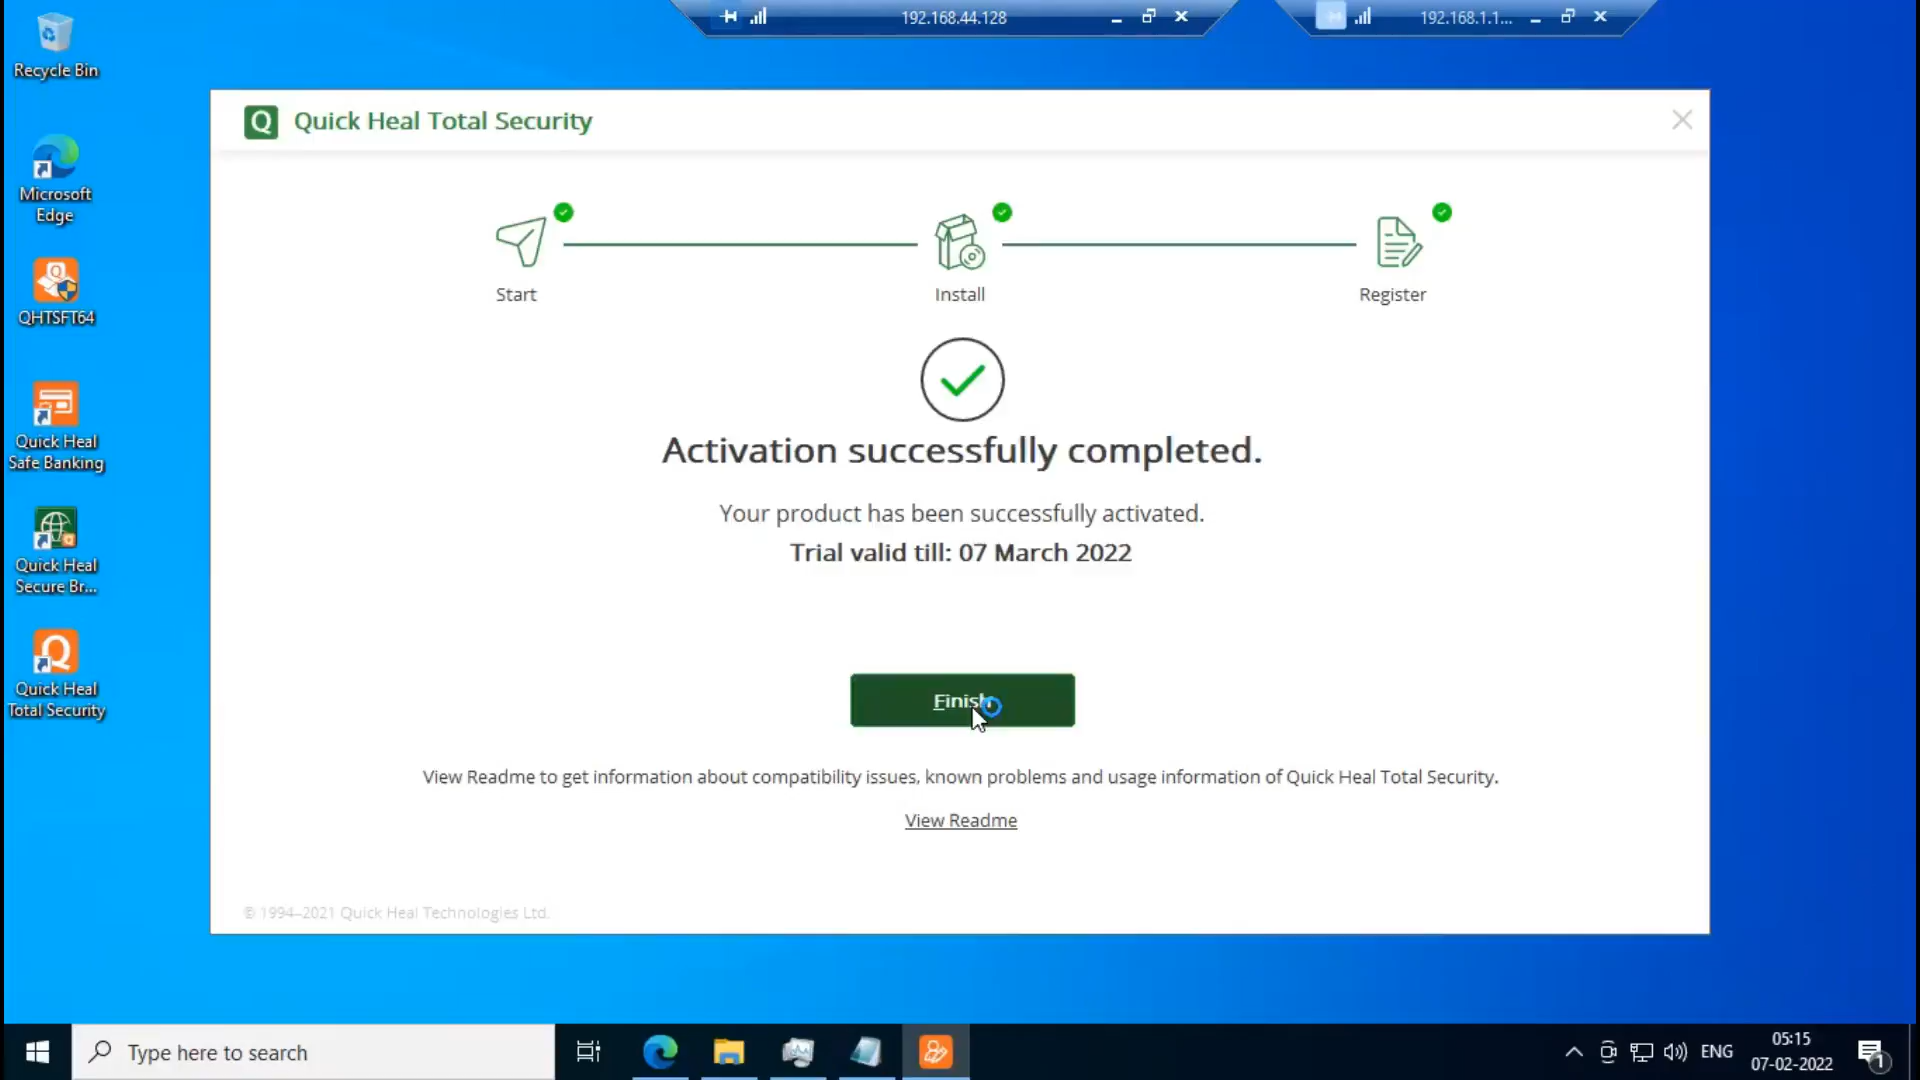 192.168.44.128
192.168.1.1...
Recycle Bin
Microsoft
Edge
QHTSFT64
Quick Heal
Safe Banking
Quick Heal
Secure Br...
Quick Heal
Total Security
Q Quick Heal Total Security
Start
Install
Register
Activation successfully completed.
Your product has been successfully activated.
Trial valid till: 07 March 2022
Finish
View Readme to get information about compatibility issues, known problems and usage information of Quick Heal Total Security.
View Readme
© 1994–2021 Quick Heal Technologies Ltd.
Type here to search
ENG
05:15
07-02-2022
1